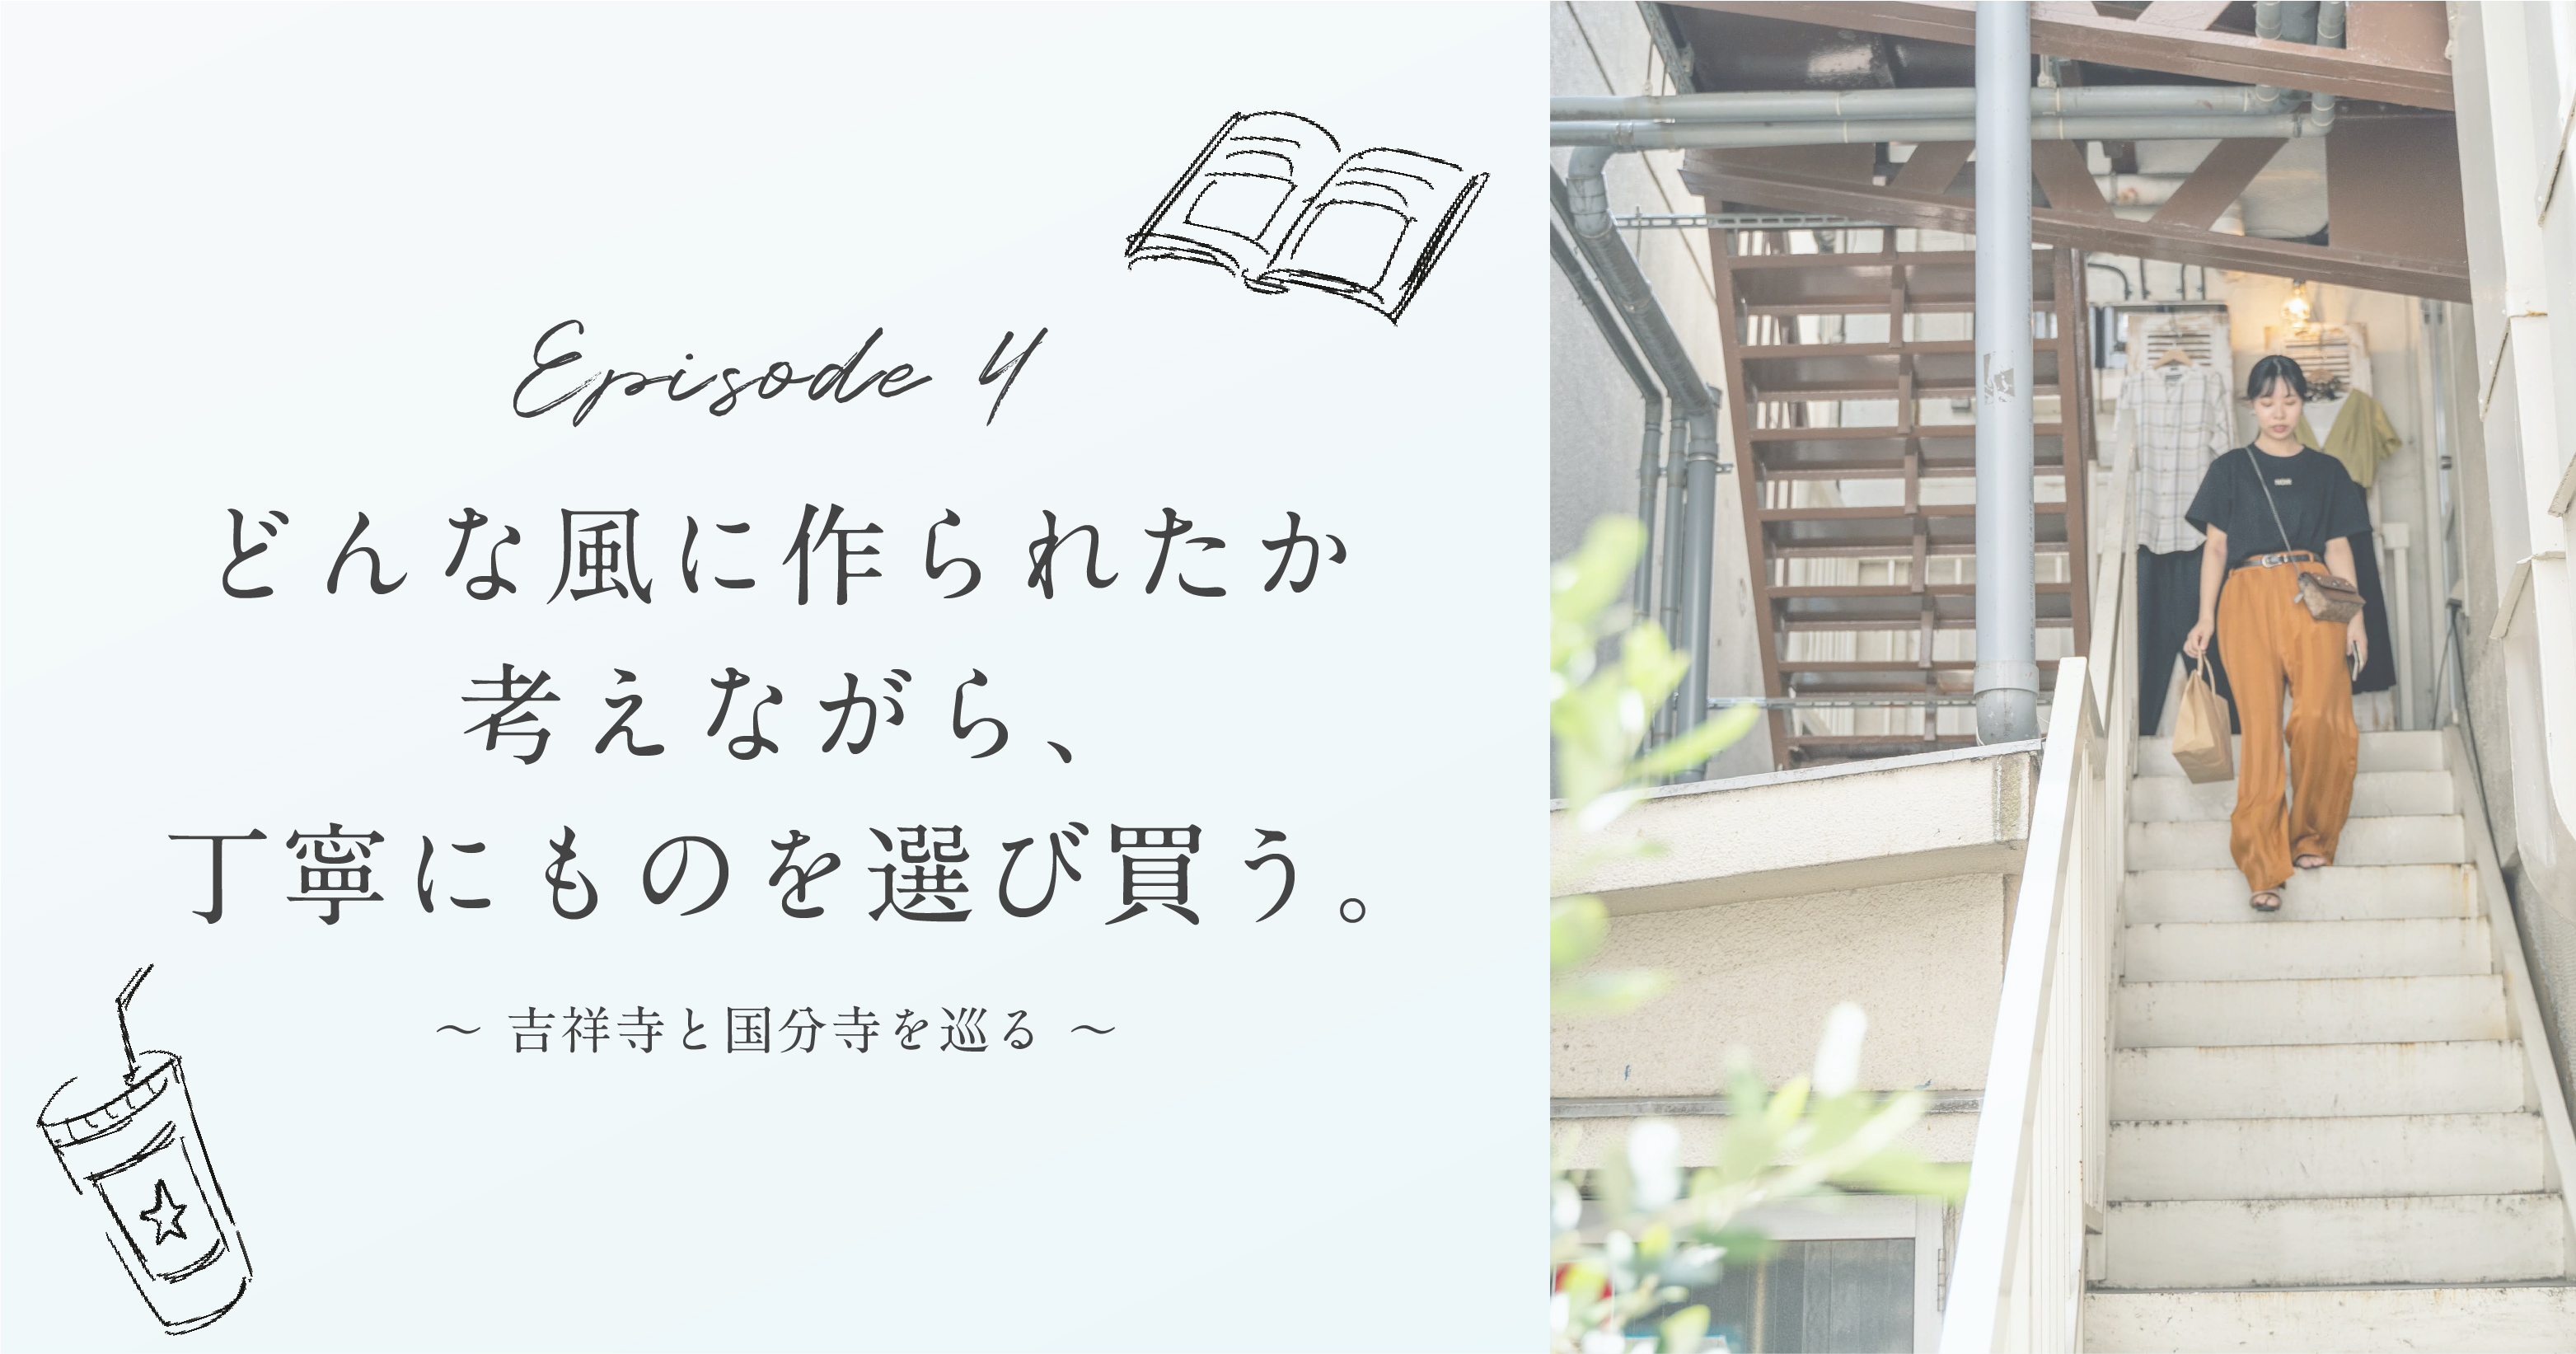 Episode 4
どんな風に作られたか
考えながら、
丁寧にものを選び買う。
〜 吉祥寺と国分寺を巡る 〜